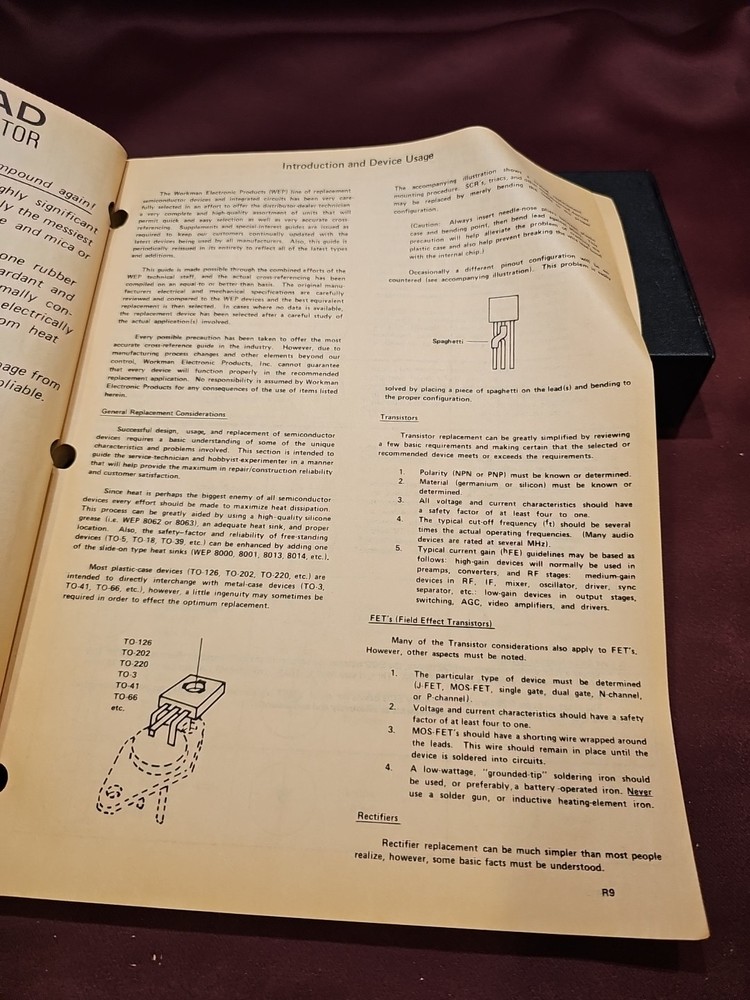 AD
TOR
mpound again!
ghly significant
ly the messiest
e and mica or
one rubber
ardant and
mally con-
electrically
om heat
nage from
pliable.
Introduction and Device Usage
The Workman Electronic Products (WEP) line of replacement
semiconductor devices and integrated circuits has been very care-
fully selected in an effort to offer the distributor-dealer-technician
a very complete and high-quality assortment of units that will
permit quick and easy selection as well as very accurate cross
referencing. Supplements and special-interest guides are issued as
required to keep our customers continually updated with the
latest devices being used by all manufacturers. Also, this guide is
periodically reissued in its entirety to reflect all of the latest types
and additions.
This guide is made possible through the combined efforts of the
WEP technical staff, and the actual cross-referencing has been
compiled on an equal-to or better-than basis. The original manu-
facturers electrical and mechanical specifications are carefully
reviewed and compared to the WEP devices and the best equivalent
replacement is then selected. In cases where no data is available,
the replacement device has been selected after a careful study of
the actual application(s) involved.
Every possible precaution has been taken to offer the most
accurate cross-reference guide in the industry. However, due to
manufacturing process changes and other elements beyond our
control, Workman Electronic Products, Inc. cannot guarantee
that every device will function properly in the recommended
replacement application. No responsibility is assumed by Workman
Electronic Products for any consequences of the use of items listed
herein.
General Replacement Considerations
Successful design, usage, and replacement of semiconductor
devices requires a basic understanding of some of the unique
characteristics and problems involved. This section is intended to
guide the service-technician and hobbyist-experimenter in a manner
that will help provide the maximum in repair/construction reliability
and customer satisfaction.
Since heat is perhaps the biggest enemy of all semiconductor
devices every effort should be made to maximize heat dissipation.
This process can be greatly aided by using a high-quality silicone
grease (i.e. WEP 8062 or 8063), an adequate heat sink, and proper
location. Also, the safety-factor and reliability of free-standing
devices (TO-5, TO-18, TO-39, etc.) can be enhanced by adding one
of the slide-on type heat sinks (WEP 8000, 8001, 8013, 8014, etc.).
Most plastic-case devices (TO-126, TO-202, TO-220, etc.) are
intended to directly interchange with metal-case devices (TO-3,
TO-41, TO-66, etc.), however, a little ingenuity may sometimes be
required in order to effect the optimum replacement.
TO-126
TO-202
TO-220
TO-3
TO-41
TO-66
etc.
The accompanying illustration shows
mounting procedure. SCR's, triacs, and
may be replaced by merely bending
configuration.
(Caution: Always insert needle-nose
case and bending point, then bend lead
precaution will help alleviate the problem
plastic case and also help prevent breaking
with the internal chip.)
Occasionally a different pinout configuration will
countered (see accompanying illustration). This problem
Spaghetti
solved by placing a piece of spaghetti on the lead(s) and bending to
the proper configuration.
Transistors
Transistor replacement can be greatly simplified by reviewing
a few basic requirements and making certain that the selected or
recommended device meets or exceeds the requirements.
1. Polarity (NPN or PNP) must be known or determined.
2. Material (germanium or silicon) must be known or
determined.
3. All voltage and current characteristics should have
a safety factor of at least four to one.
4. The typical cut-off frequency (ft) should be several
times the actual operating frequencies. (Many audio
devices are rated at several MHz).
5. Typical current gain (hFE) guidelines may be based as
follows: high-gain devices will normally be used in
preamps, converters, and RF stages: medium-gain
devices in RF, IF, mixer, oscillator, driver, sync
separator, etc.: low-gain devices in output stages,
switching, AGC, video amplifiers, and drivers.
FET's (Field Effect Transistors)
Many of the Transistor considerations also apply to FET's.
However, other aspects must be noted.
1. The particular type of device must be determined
(J-FET, MOS-FET, single gate, dual gate, N-channel,
or P-channel).
2. Voltage and current characteristics should have a safety
factor of at least four to one.
3. MOS-FET's should have a shorting wire wrapped around
the leads. This wire should remain in place until the
device is soldered into circuits.
4. A low-wattage, "grounded-tip" soldering iron should
be used, or preferably, a battery-operated iron. Never
use a solder gun, or inductive heating-element iron.
Rectifiers
Rectifier replacement can be much simpler than most people
realize, however, some basic facts must be understood.
R9